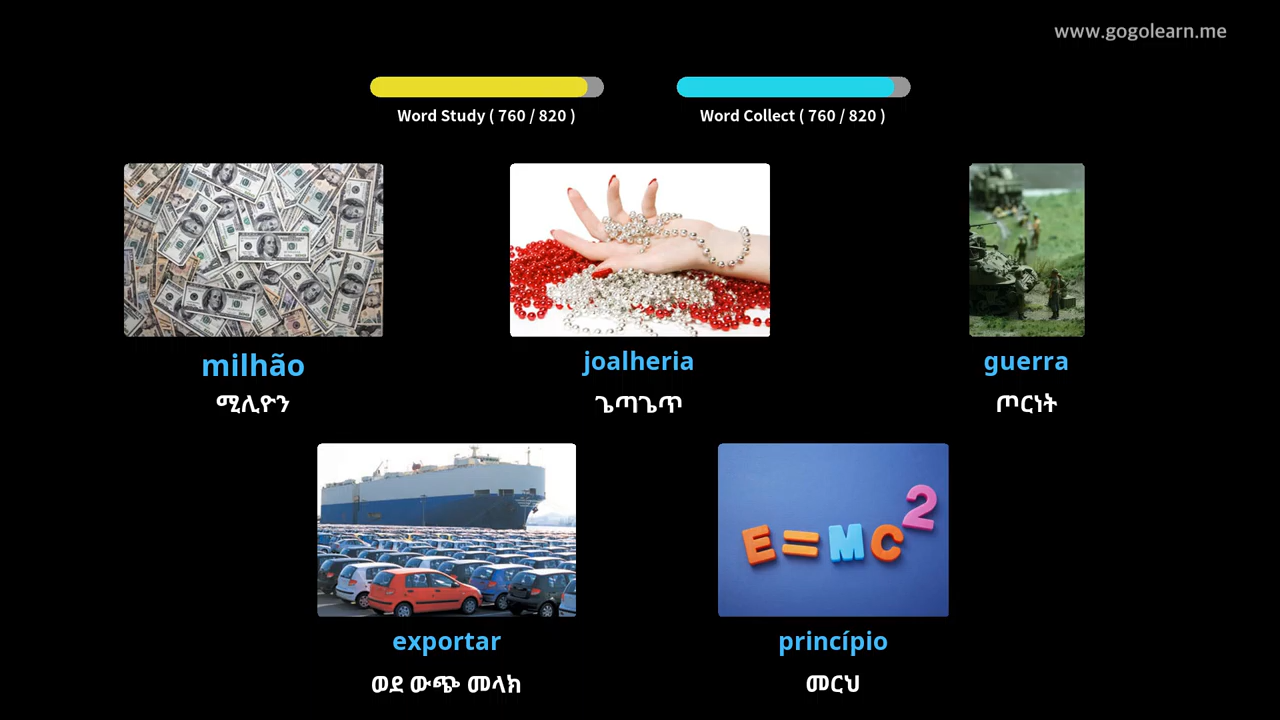 www.gogolearn.me
Word Study ( 760 / 820 )
Word Collect ( 760 / 820 )
milhão
ሚሊዮን
joalheria
ጌጣጌጥ
guerra
ጦርነት
E=MC2
exportar
ወደ ውጭ መላክ
princípio
መርህ